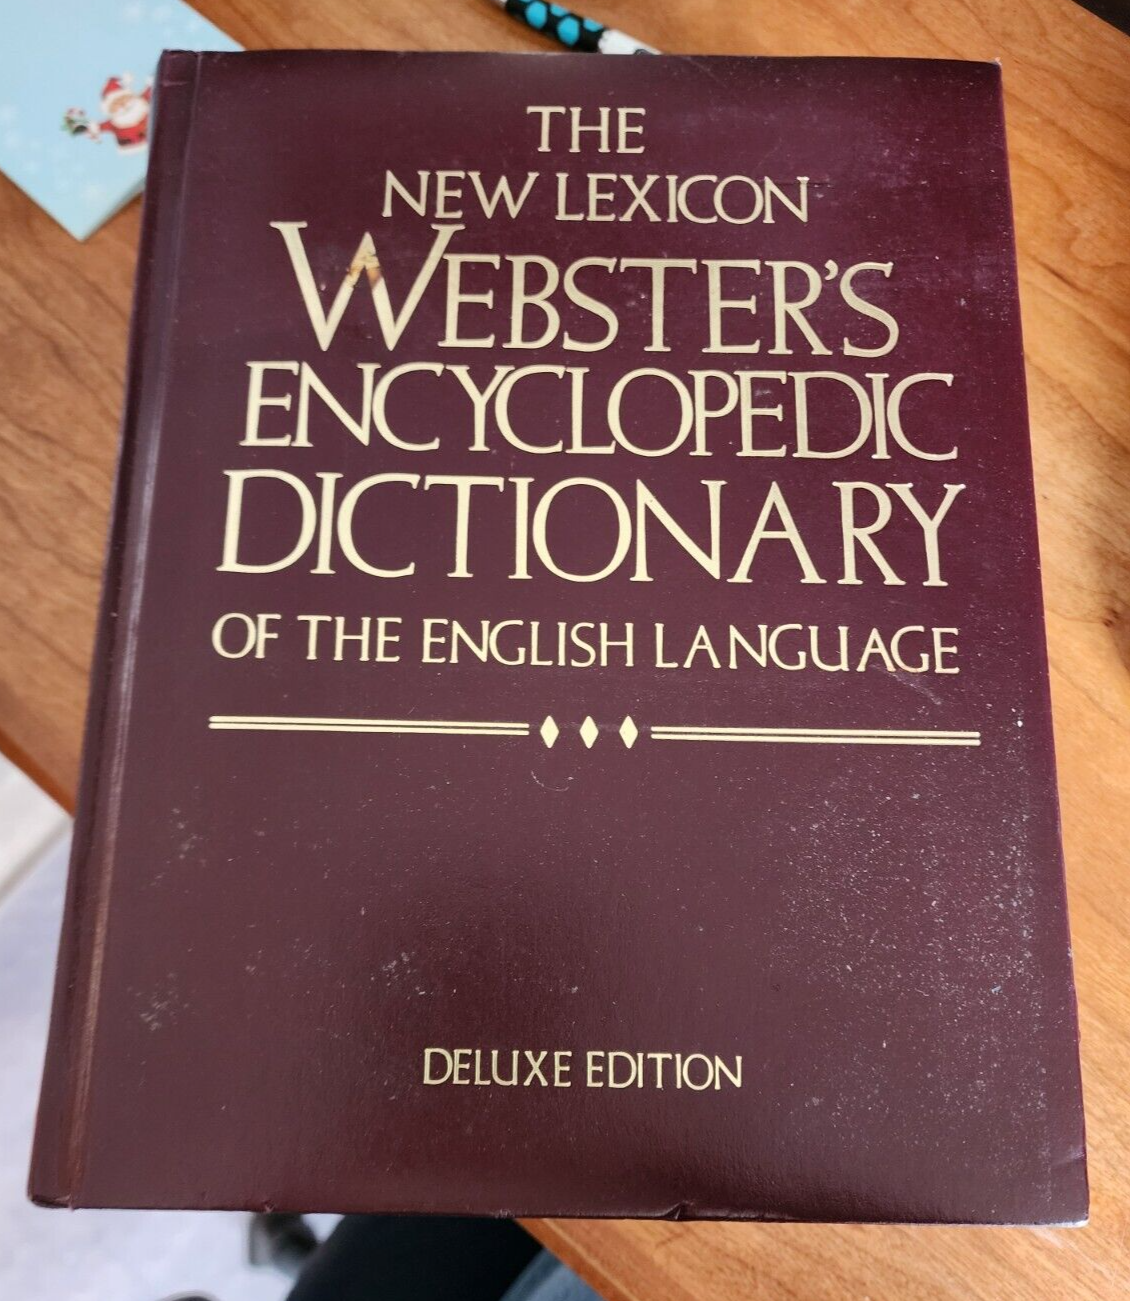 THE
NEW LEXICON
WEBSTER'S
ENCYCLOPEDIC
DICTIONARY
OF THE ENGLISH LANGUAGE
DELUXE EDITION